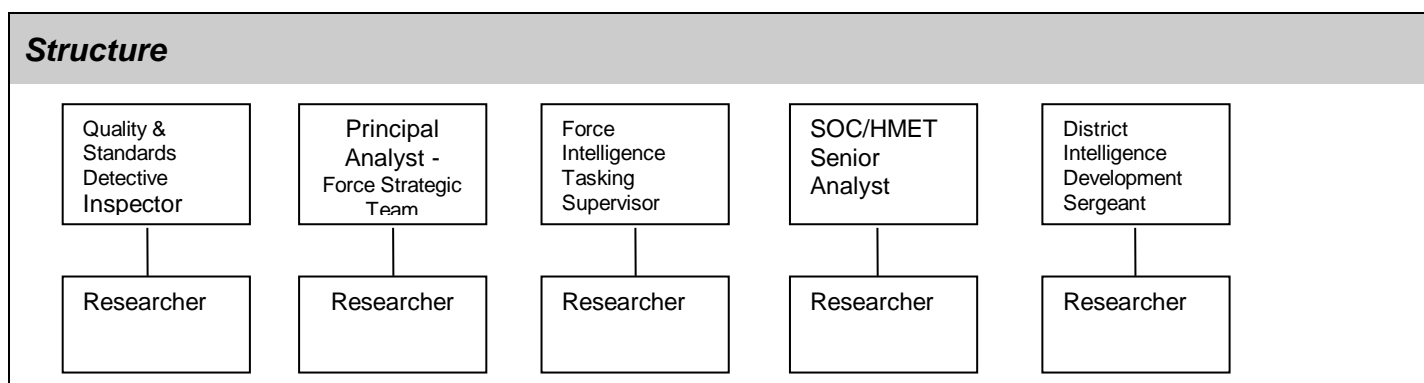 Structure
Quality &
Standards
Detective
Inspector
Principal
Analyst -
Force Strategic
Team
Force
Intelligence
Tasking
Supervisor
SOC/HMET
Senior
Analyst
District
Intelligence
Development
Sergeant
Researcher
Researcher
Researcher
Researcher
Researcher